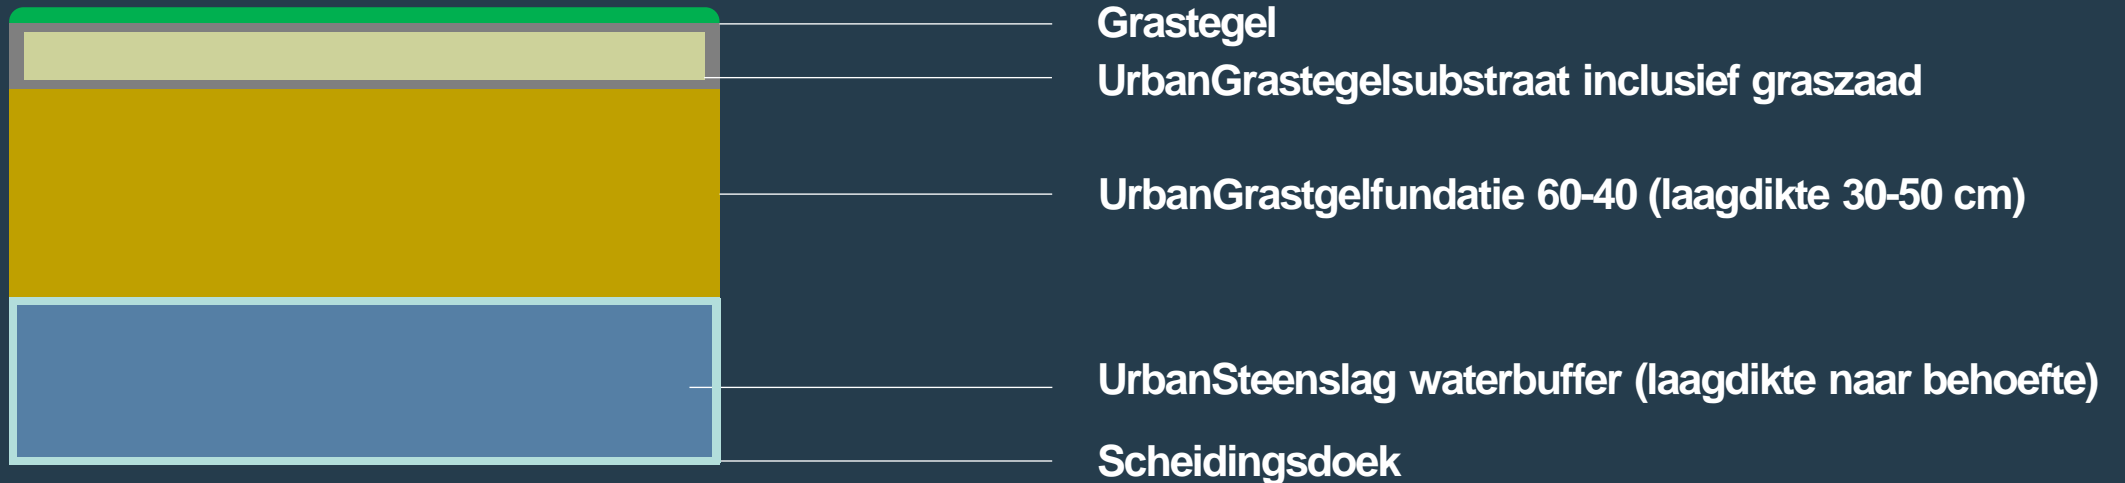 Grastegel
UrbanGrastegelsubstraat inclusief graszaad
UrbanGrastgelfundatie 60-40 (laagdikte 30-50 cm)
UrbanSteenslag waterbuffer (laagdikte naar behoefte)
Scheidingsdoek